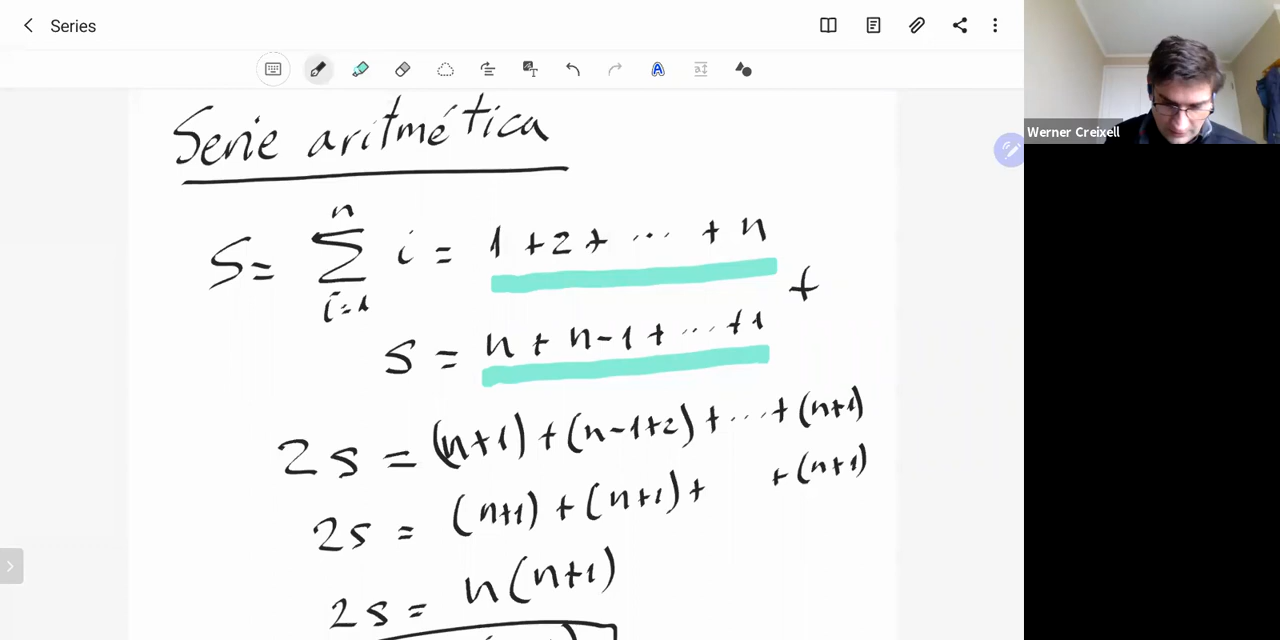 Series
Werner Creixell
Serie aritmética
S = \sum_{i=1}^{n} i = 1 + 2 + ... + n
+
S = n + n-1 + ... + 1
2S = (n+1) + (n-1+2) + ... + (n+1)
2S = (n+1) + (n+1) + + (n+1)
2S = n(n+1)